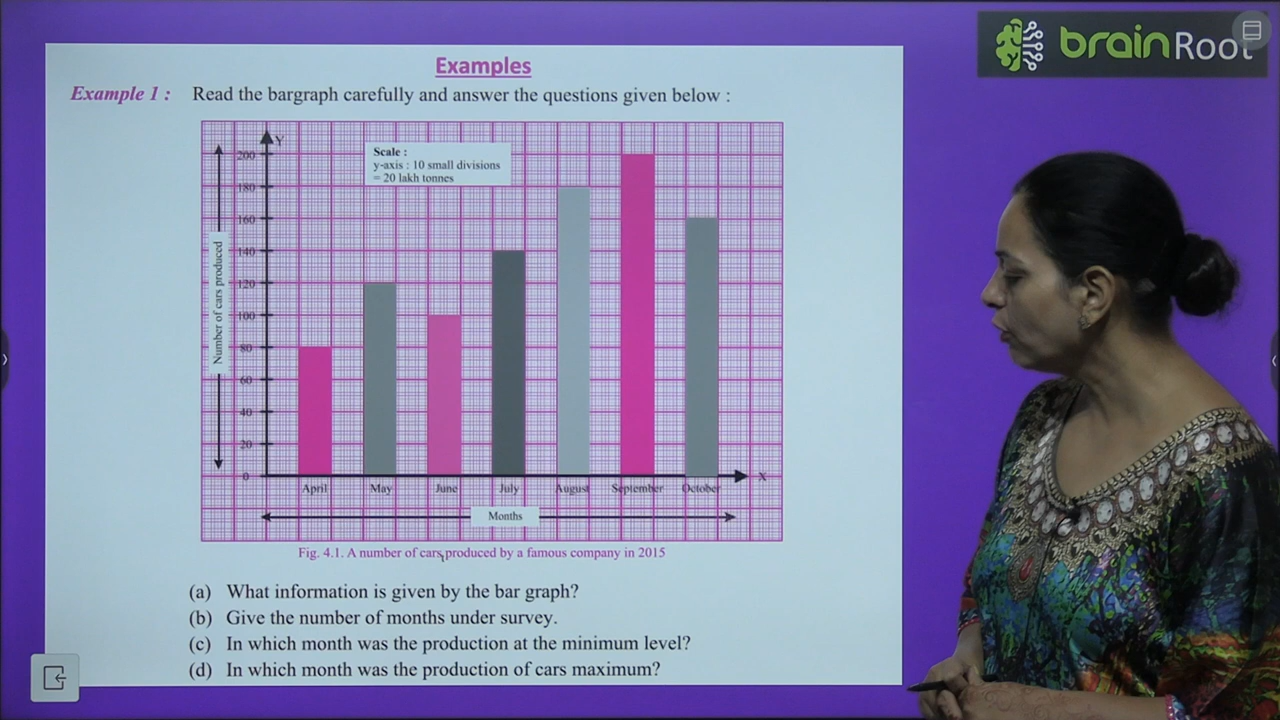 brainRoot
Examples
Example 1 : Read the bargraph carefully and answer the questions given below :
Y
Scale :
y-axis : 10 small divisions
= 20 lakh tonnes
200
180
160
140
120
100
80
60
40
20
0
Number of cars produced
X
April May June July August September October
Months
Fig. 4.1. A number of cars produced by a famous company in 2015
(a) What information is given by the bar graph?
(b) Give the number of months under survey.
(c) In which month was the production at the minimum level?
(d) In which month was the production of cars maximum?